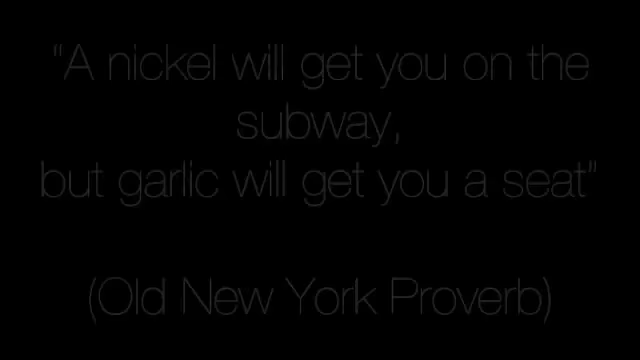 “A nickel will get you on the
subway,
but garlic will get you a seat”
(Old New York Proverb)